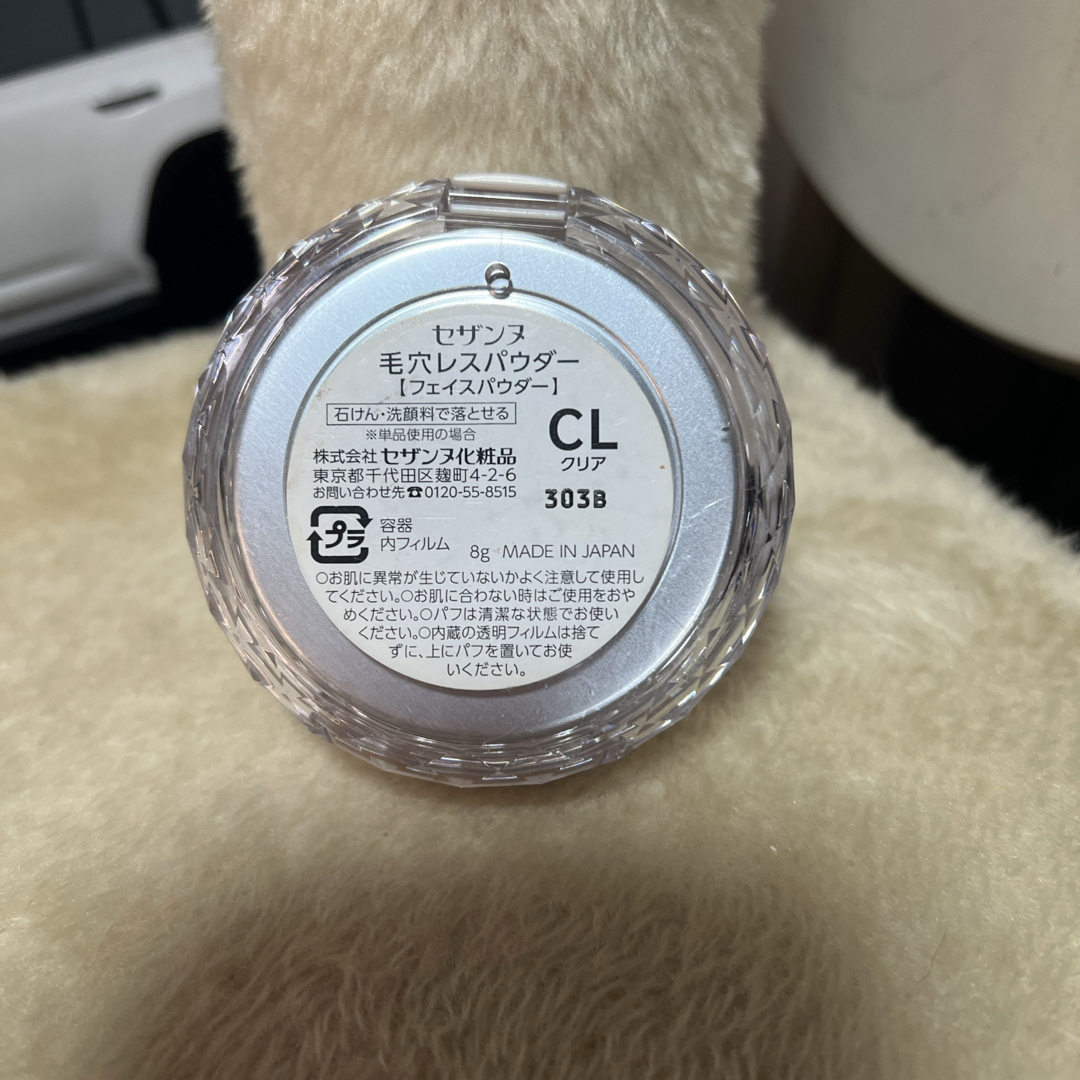 セザンヌ
毛穴レスパウダー
【フェイスパウダー】
石けん・洗顔料で落とせる
※単品使用の場合
CL
クリア
株式会社 セザンヌ化粧品
東京都千代田区麹町4-2-6
お問い合わせ先☎0120-55-8515
303B
プラ
容器
内フィルム
8g MADE IN JAPAN
○お肌に異常が生じていないかよく注意して使用し
てください。○お肌に合わない時はご使用をおや
めください。○パフは清潔な状態でお使い
ください。○内蔵の透明フィルムは捨て
ずに、上にパフを置いてお使
いください。